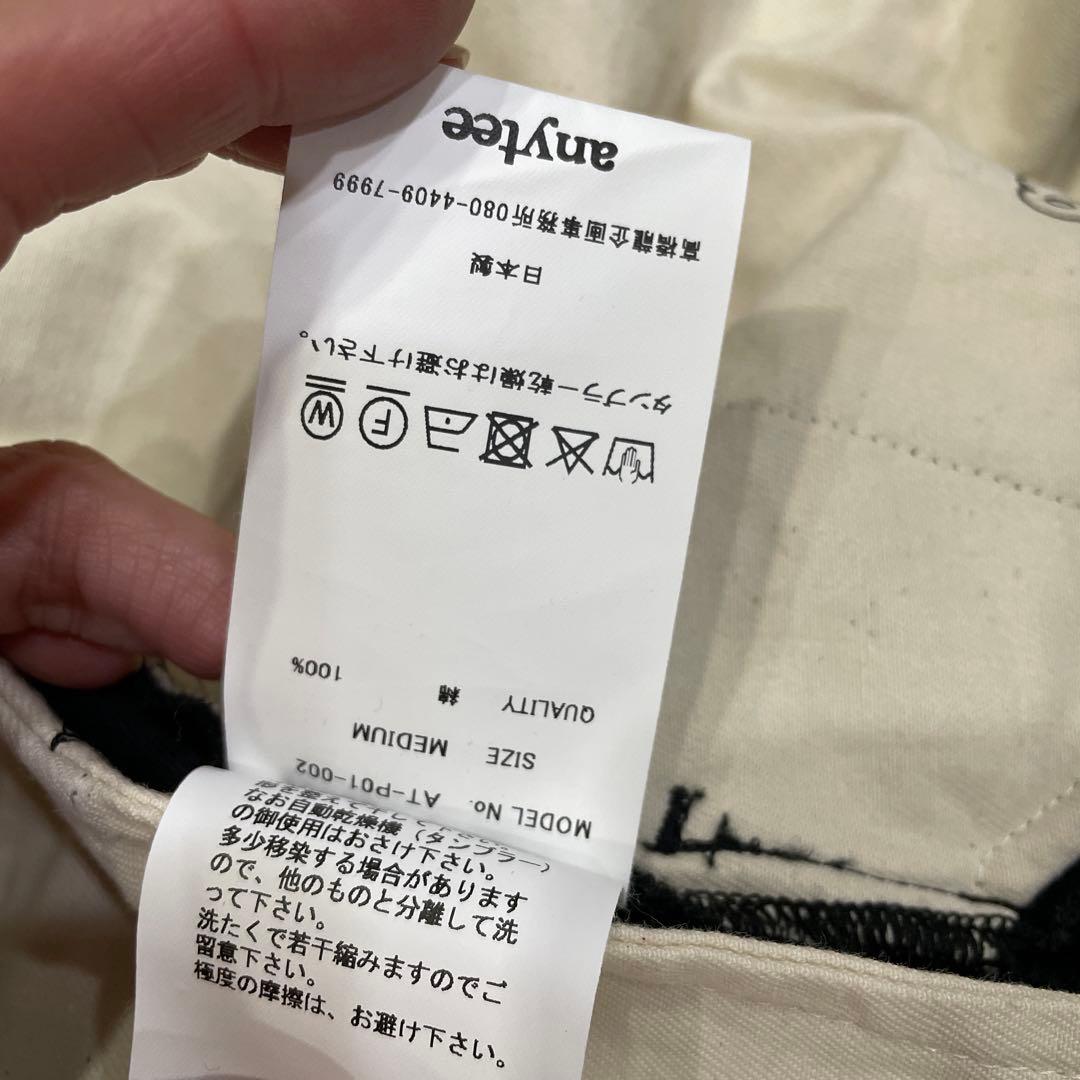 MODEL No. AT-P01-002
SIZE MEDIUM
QUALITY 綿 100%
F W
タンブラー乾燥はお避け下さい。
日本製
高橋龍企画事務所080-4409-7999
anytee
なお自動乾燥機（タンブラー）
の御使用はおさけ下さい。
多少移染する場合があります
ので、他のものと分離して洗
って下さい。
洗たくで若干縮みますのでご
留意下さい。
極度の摩擦は、お避け下さい。